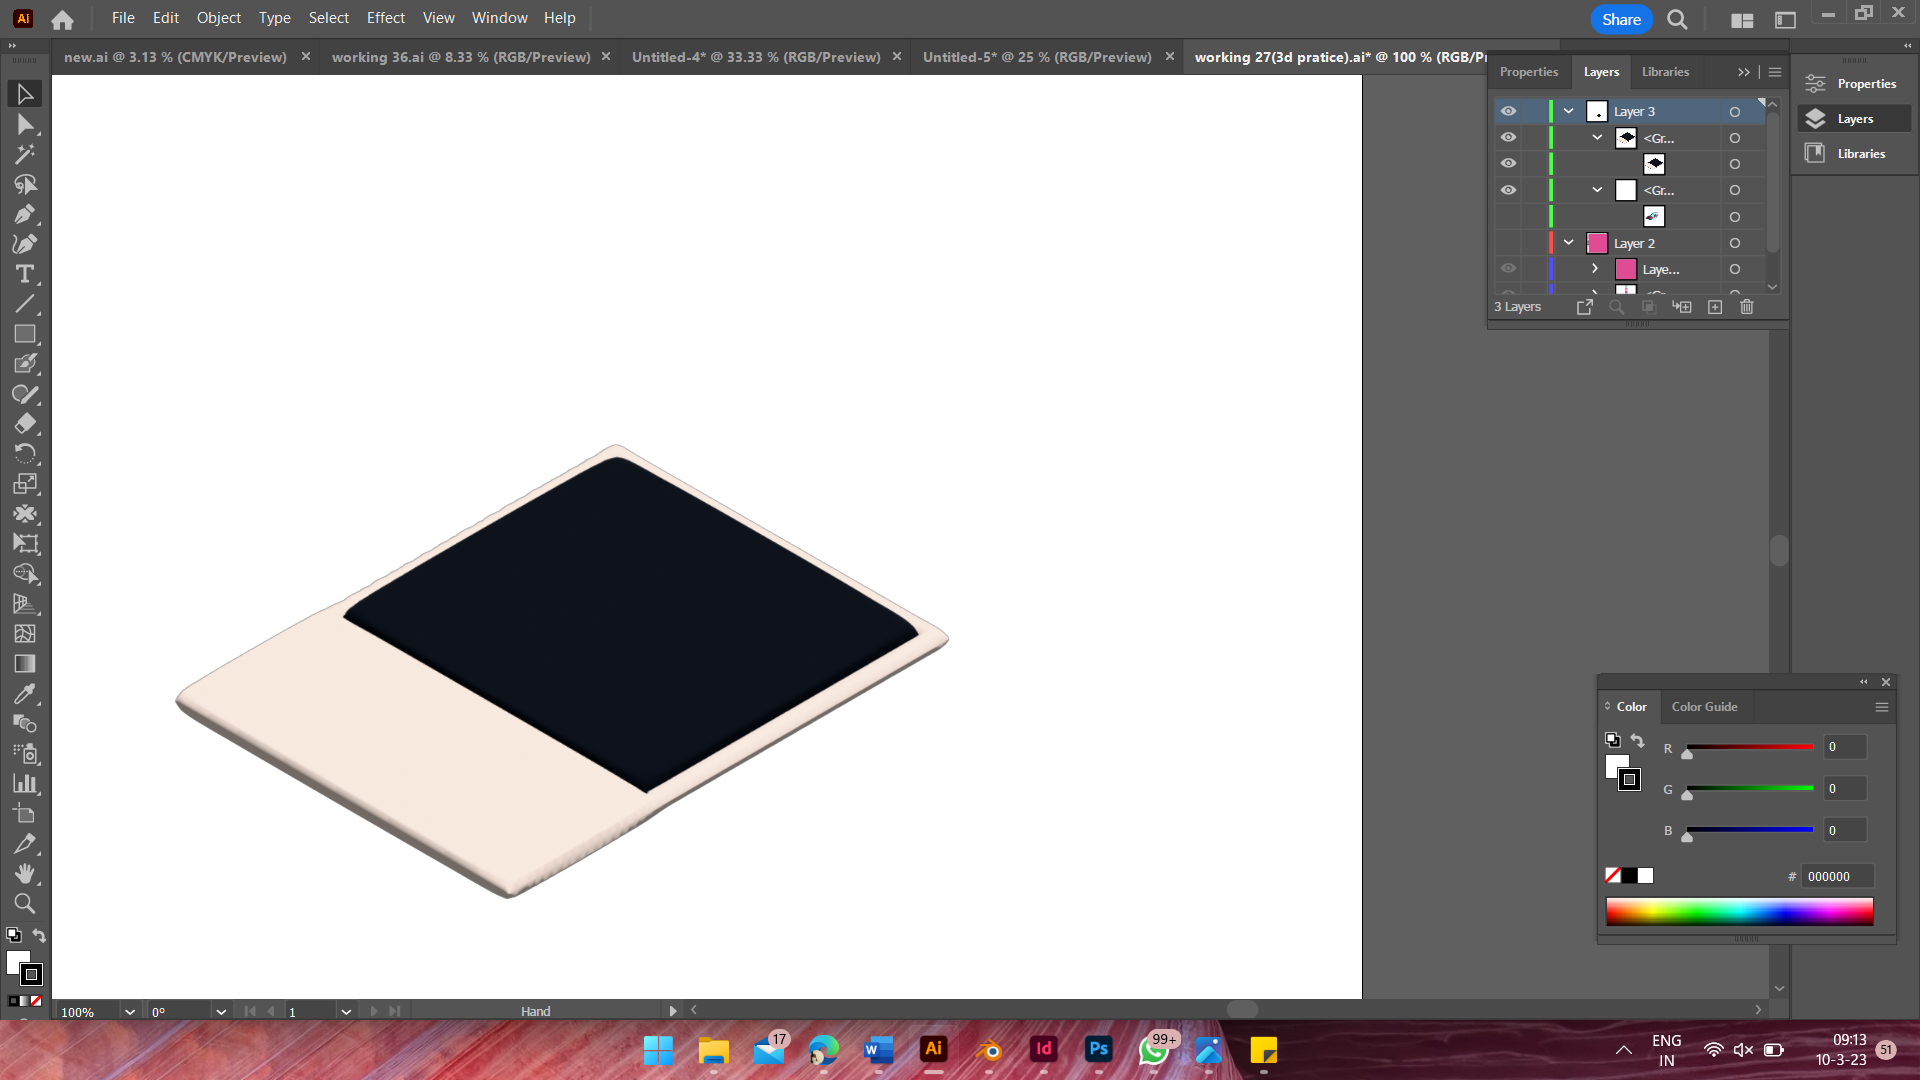 Ai File Edit Object Type Select Effect View Window Help Share
new.ai @ 3.13 % (CMYK/Preview) working 36.ai @ 8.33 % (RGB/Preview) Untitled-4* @ 33.33 % (RGB/Preview) Untitled-5* @ 25 % (RGB/Preview) working 27(3d pratice).ai* @ 100 % (RGB/Pr
Properties Layers Libraries
Layer 3
<Gr...
<Gr...
Layer 2
Laye...
3 Layers
Properties
Layers
Libraries
Color Color Guide
R 0
G 0
B 0
# 000000
100% 0° 1 Hand
17 Ai Id Ps 99+
ENG
IN
09:13
10-3-23
51